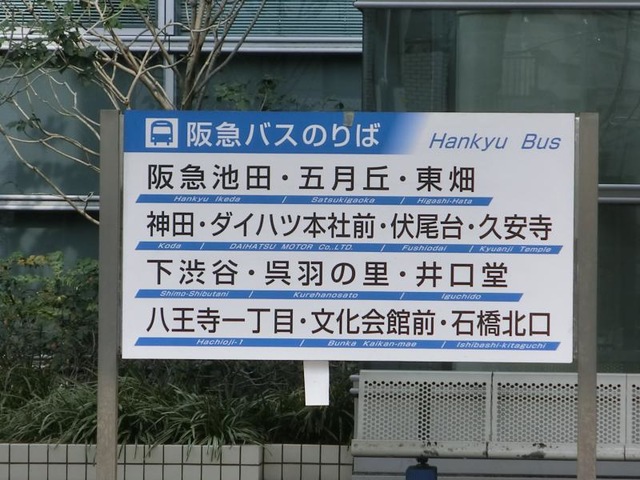 阪急バスのりば Hankyu Bus
阪急池田・五月丘・東畑
Hankyu Ikeda / Satsukigaoka / Higashi-Hata
神田・ダイハツ本社前・伏尾台・久安寺
Koda / DAIHATSU MOTOR Co.,LTD. / Fushiodai / Kyuanji Temple
下渋谷・呉羽の里・井口堂
Shimo-Shibutani / Kurehanosato / Iguchido
八王寺一丁目・文化会館前・石橋北口
Hachioji-1 / Bunka Kaikan-mae / Ishibashi-kitaguchi